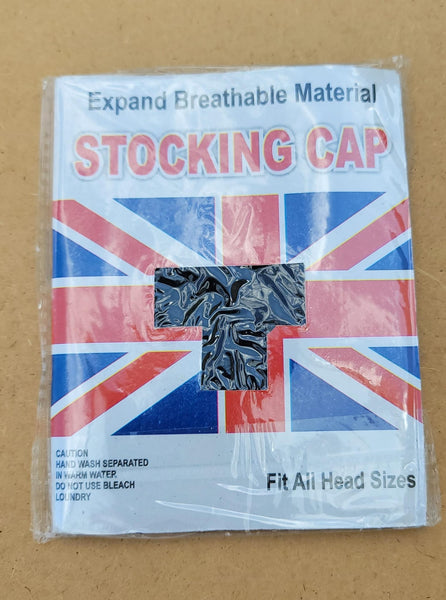 Expand Breathable Material
STOCKING CAP
CAUTION
HAND WASH SEPARATED
IN WARM WATER.
DO NOT USE BLEACH
LOUNDRY
Fit All Head Sizes